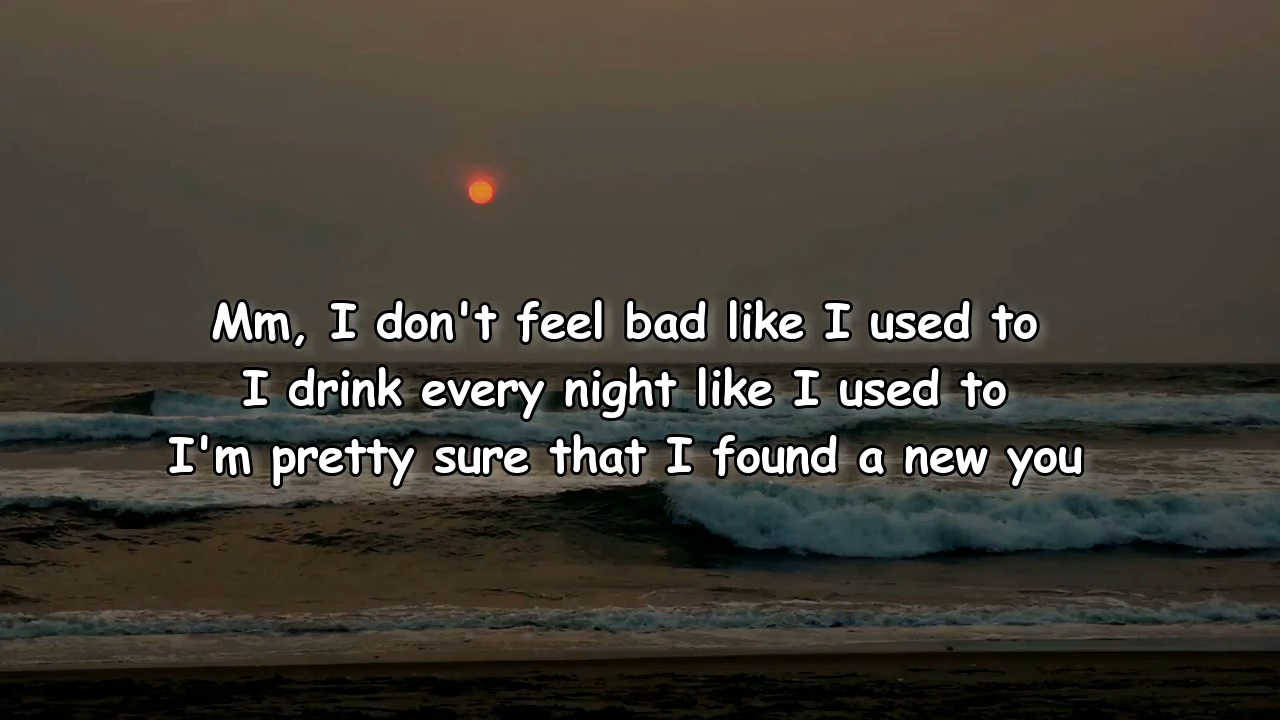 Mm, I don't feel bad like I used to
I drink every night like I used to
I'm pretty sure that I found a new you